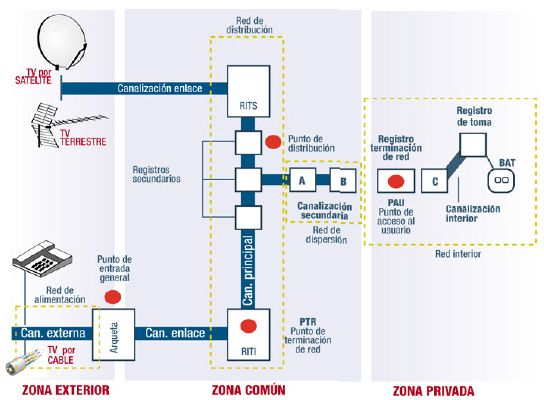 Red de
distribución
TV por
SATÉLITE
Canalización enlace
RITS
TV
TERRESTRE
Punto de
distribución
Registros
secundarios
A
B
Canalización
secundaria
Red de
dispersión
Registro
de toma
Registro
terminación
de red
BAT
C
PAU
Punto de
acceso al
usuario
Canalización
interior
Red interior
Can. principal
Punto de
entrada
general
Red de
alimentación
Can. externa
Arqueta
Can. enlace
RITI
PTR
Punto de
terminación
de red
TV por
CABLE
ZONA EXTERIOR
ZONA COMÚN
ZONA PRIVADA